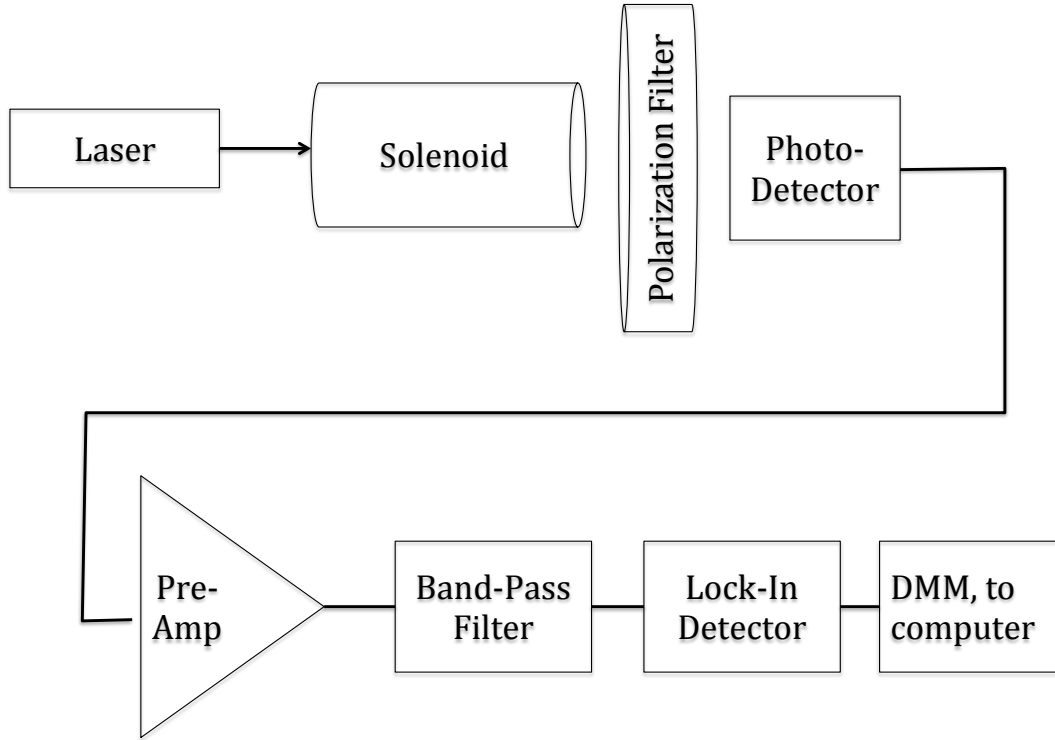 Laser
Solenoid
Polarization Filter
Photo-
Detector
Pre-
Amp
Band-Pass
Filter
Lock-In
Detector
DMM, to
computer